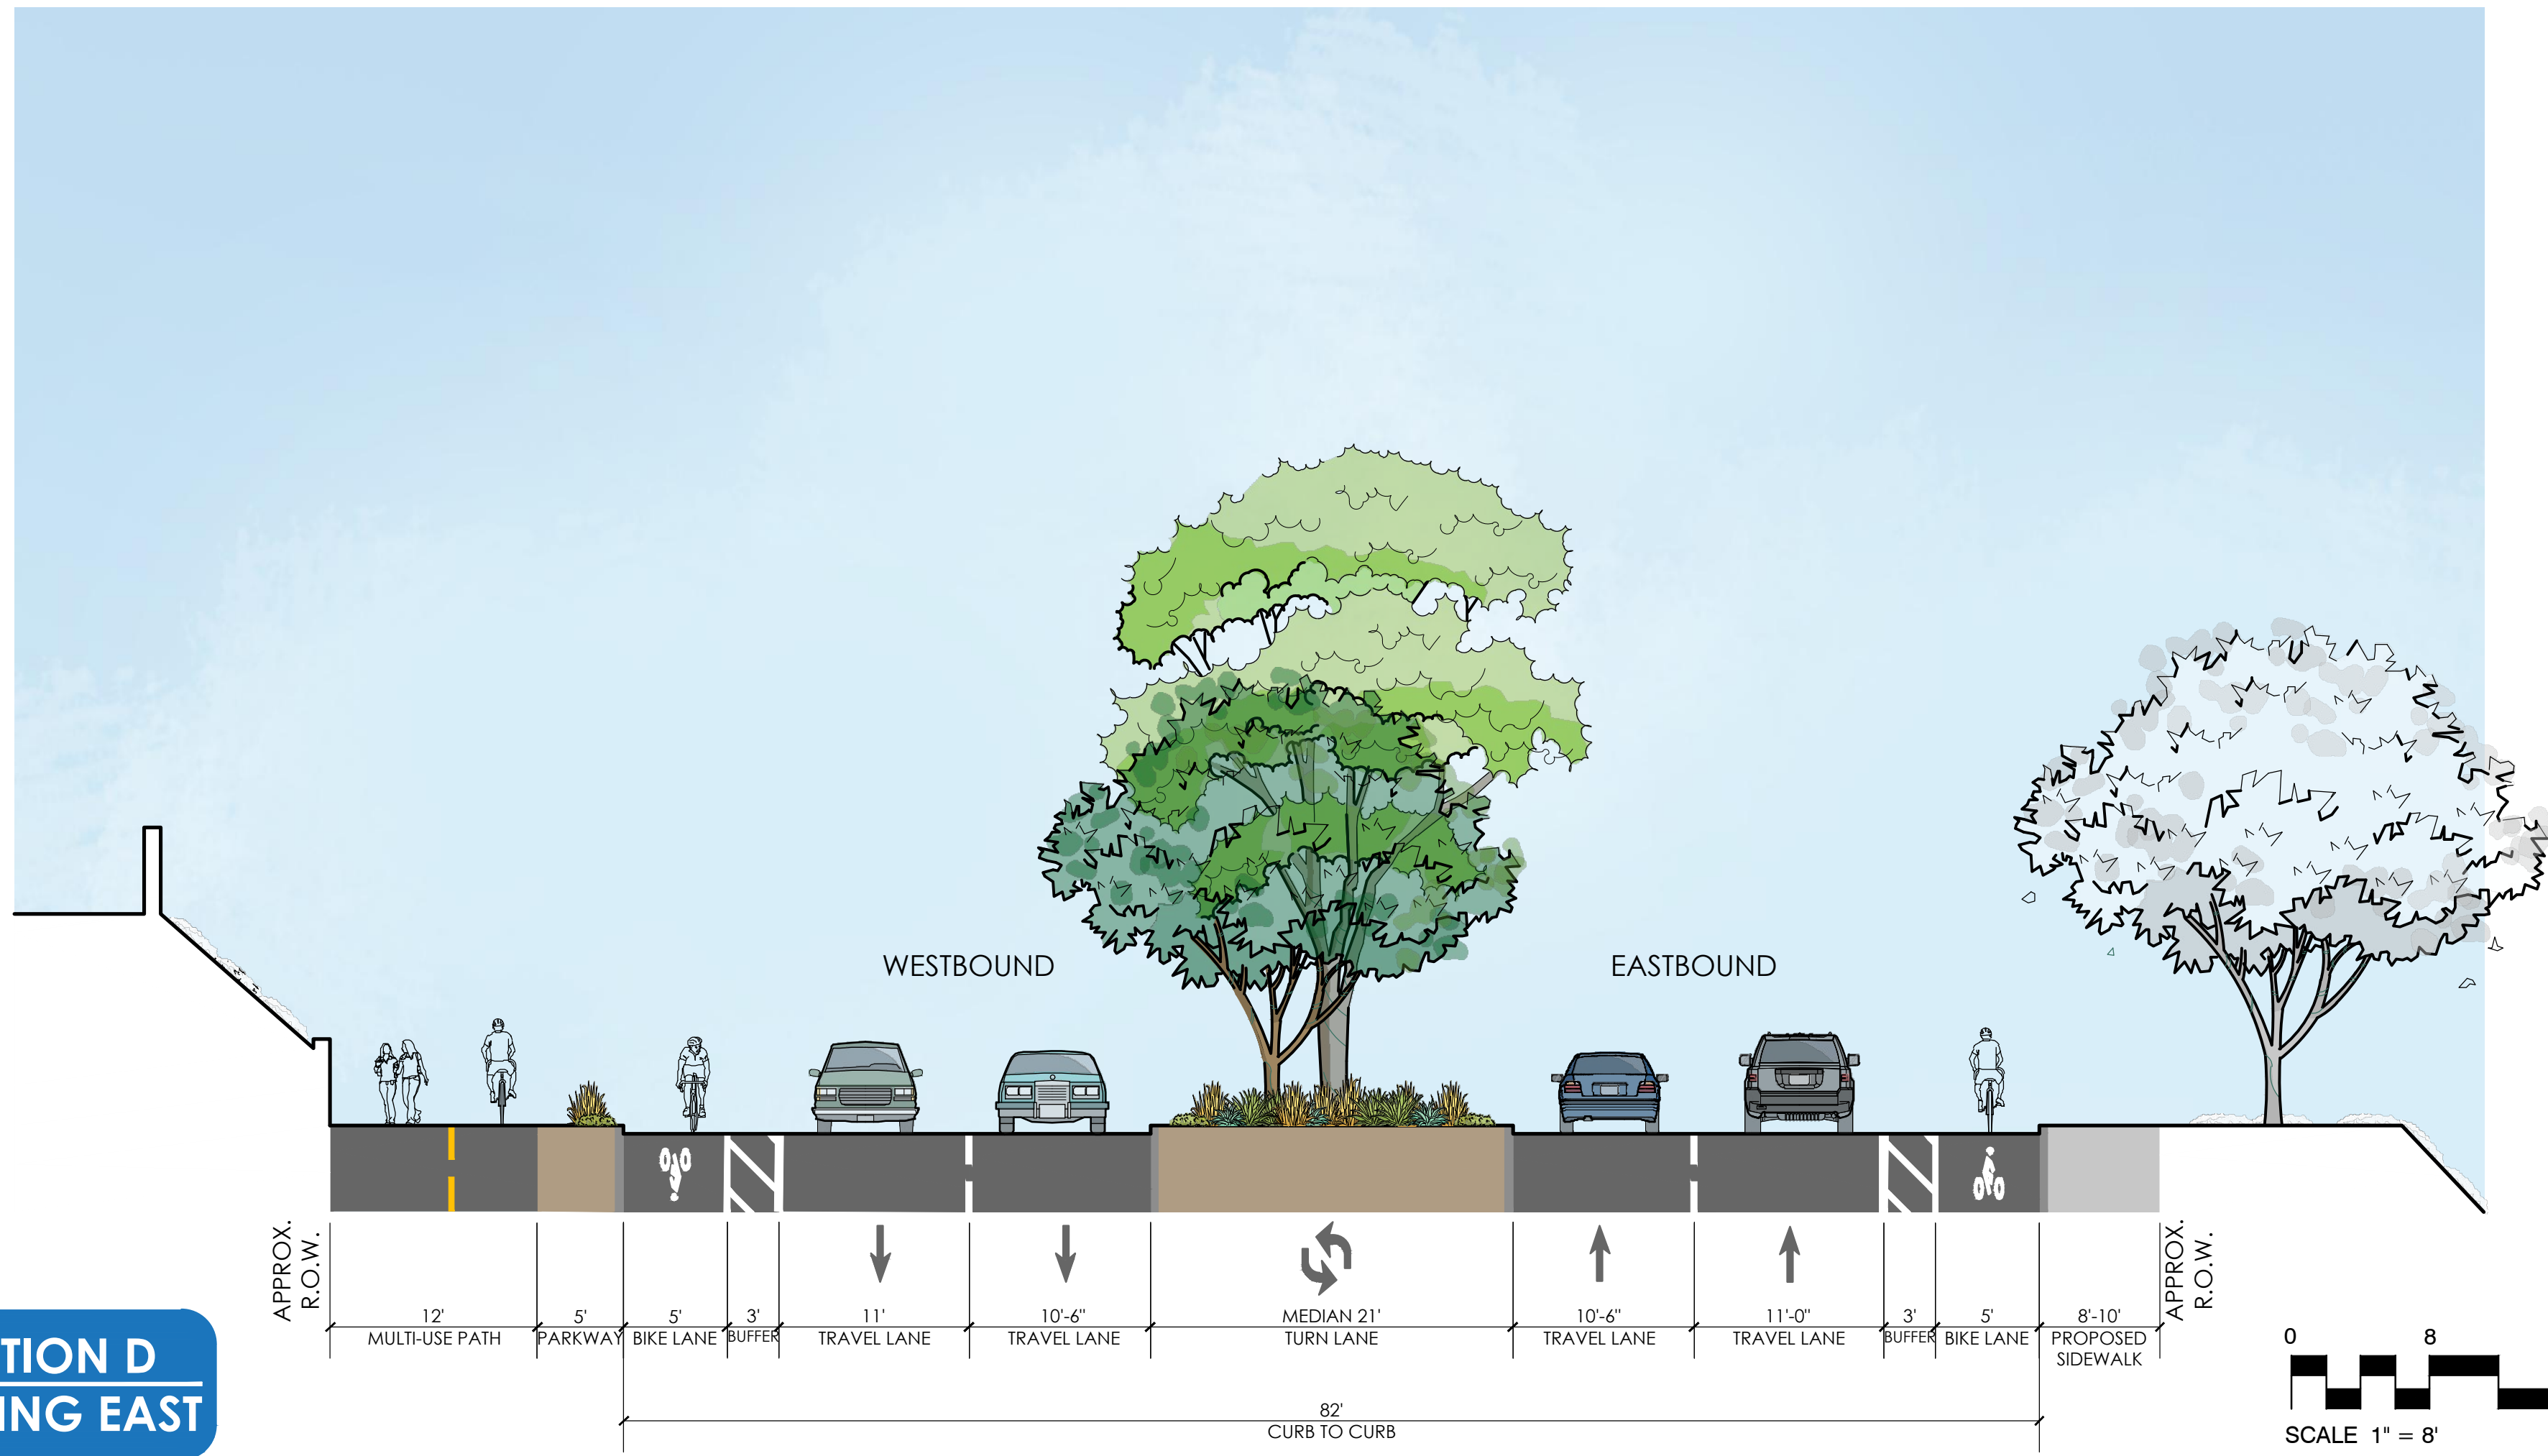 WESTBOUND
EASTBOUND
APPROX.
R.O.W.
12'
MULTI-USE PATH
5'
PARKWAY
5'
BIKE LANE
3'
BUFFER
11'
TRAVEL LANE
10'-6"
TRAVEL LANE
MEDIAN 21'
TURN LANE
10'-6"
TRAVEL LANE
11'-0"
TRAVEL LANE
3'
BUFFER
5'
BIKE LANE
8'-10'
PROPOSED
SIDEWALK
APPROX.
R.O.W.
82'
CURB TO CURB
TION D
ING EAST
0 8
SCALE 1" = 8'